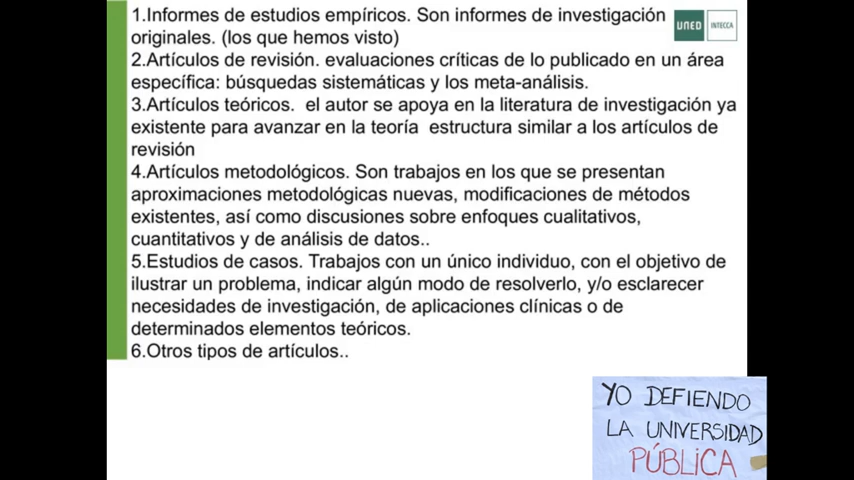 1.Informes de estudios empíricos. Son informes de investigación
originales. (los que hemos visto)
2.Artículos de revisión. evaluaciones críticas de lo publicado en un área
específica: búsquedas sistemáticas y los meta-análisis.
3.Artículos teóricos.  el autor se apoya en la literatura de investigación ya
existente para avanzar en la teoría  estructura similar a los artículos de
revisión
4.Artículos metodológicos. Son trabajos en los que se presentan
aproximaciones metodológicas nuevas, modificaciones de métodos
existentes, así como discusiones sobre enfoques cualitativos,
cuantitativos y de análisis de datos..
5.Estudios de casos. Trabajos con un único individuo, con el objetivo de
ilustrar un problema, indicar algún modo de resolverlo, y/o esclarecer
necesidades de investigación, de aplicaciones clínicas o de
determinados elementos teóricos.
6.Otros tipos de artículos..
UNED INTECCA
YO DEFIENDO
LA UNIVERSIDAD
PÚBLICA